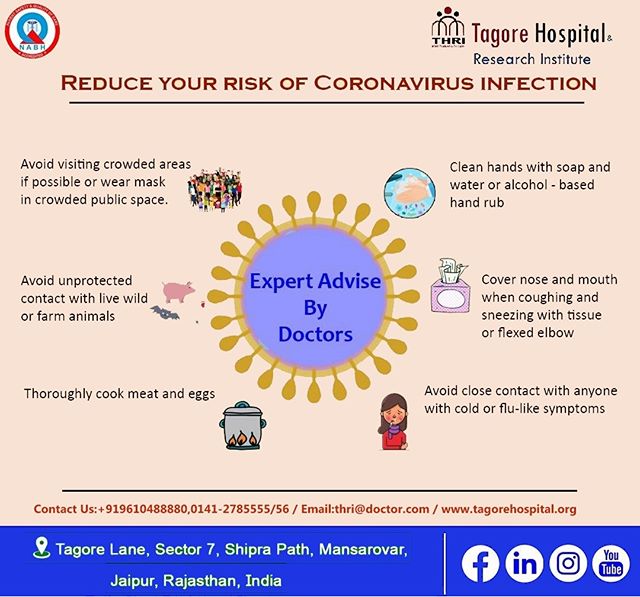 NABH
THRI
Tagore Hospital &
Research Institute
REDUCE YOUR RISK OF CORONAVIRUS INFECTION
Avoid visiting crowded areas
if possible or wear mask
in crowded public space.
Clean hands with soap and
water or alcohol - based
hand rub
Avoid unprotected
contact with live wild
or farm animals
Expert Advise
By
Doctors
Cover nose and mouth
when coughing and
sneezing with tissue
or flexed elbow
Thoroughly cook meat and eggs
Avoid close contact with anyone
with cold or flu-like symptoms
Contact Us:+919610488880,0141-2785555/56 / Email:thri@doctor.com / www.tagorehospital.org
Tagore Lane, Sector 7, Shipra Path, Mansarovar,
Jaipur, Rajasthan, India
f
in
You
Tube